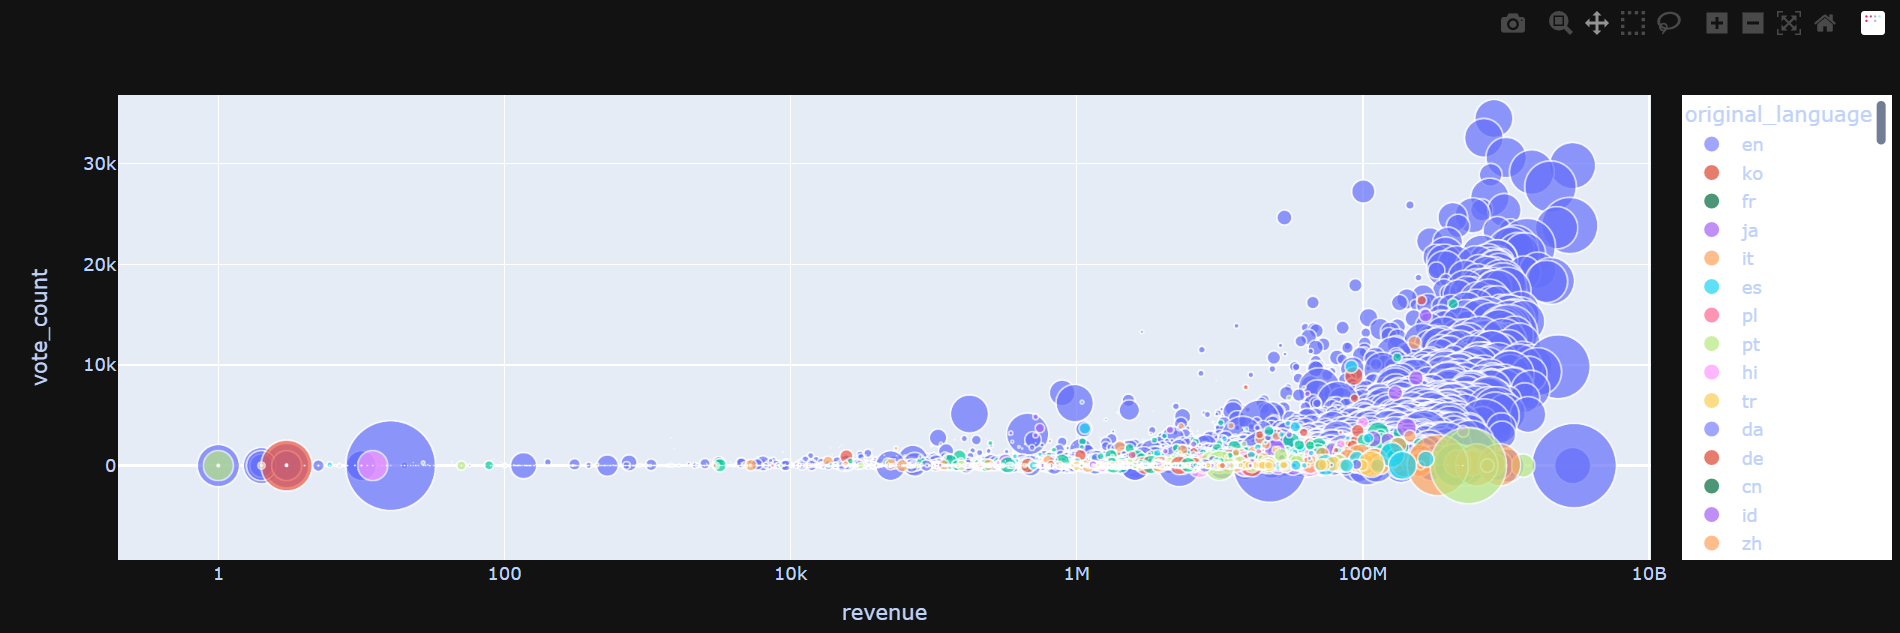 original_language
en
ko
fr
ja
it
es
pl
pt
hi
tr
da
de
cn
id
zh
vote_count
30k
20k
10k
0
1
100
10k
1M
100M
10B
revenue